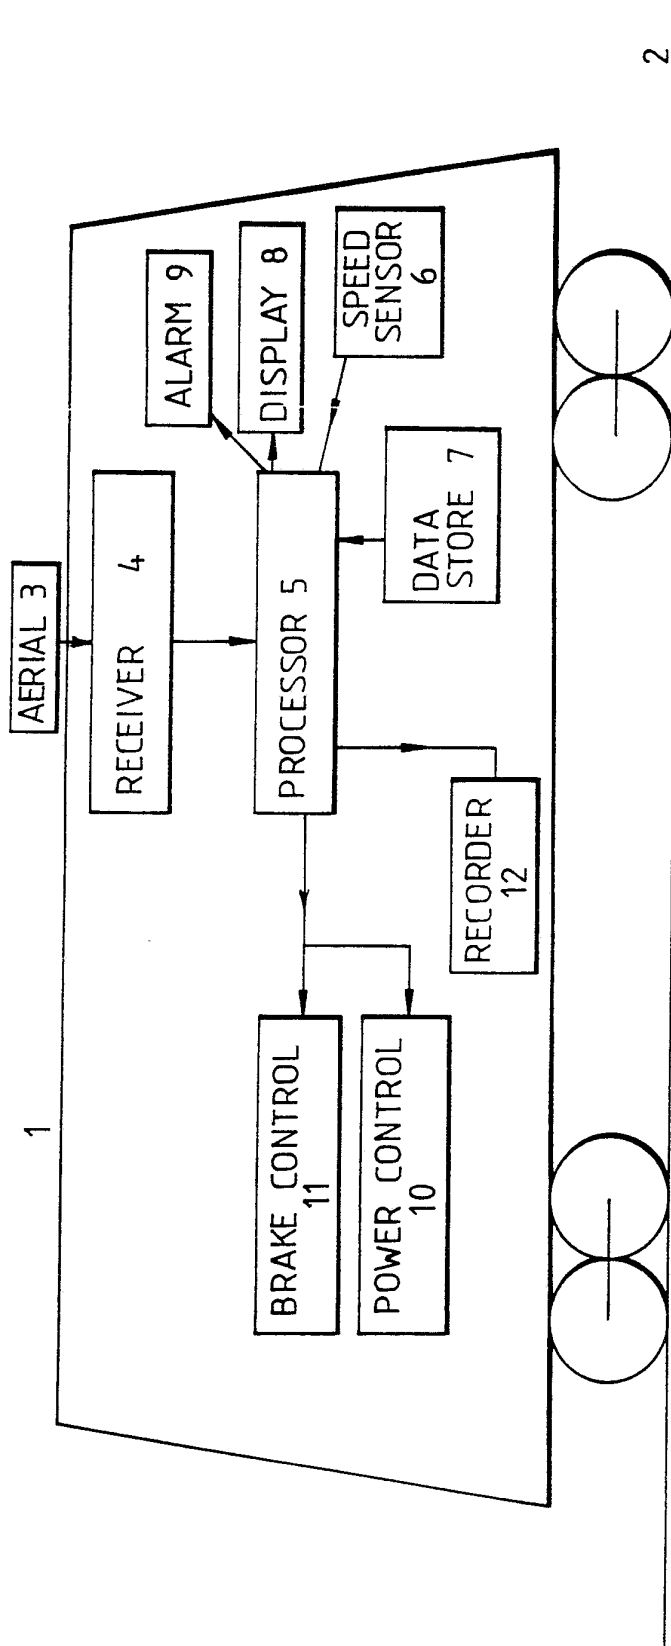 1
2
AERIAL 3
RECEIVER 4
ALARM 9
DISPLAY 8
SPEED
SENSOR
6
PROCESSOR 5
DATA
STORE 7
BRAKE CONTROL
11
POWER CONTROL
10
RECORDER
12